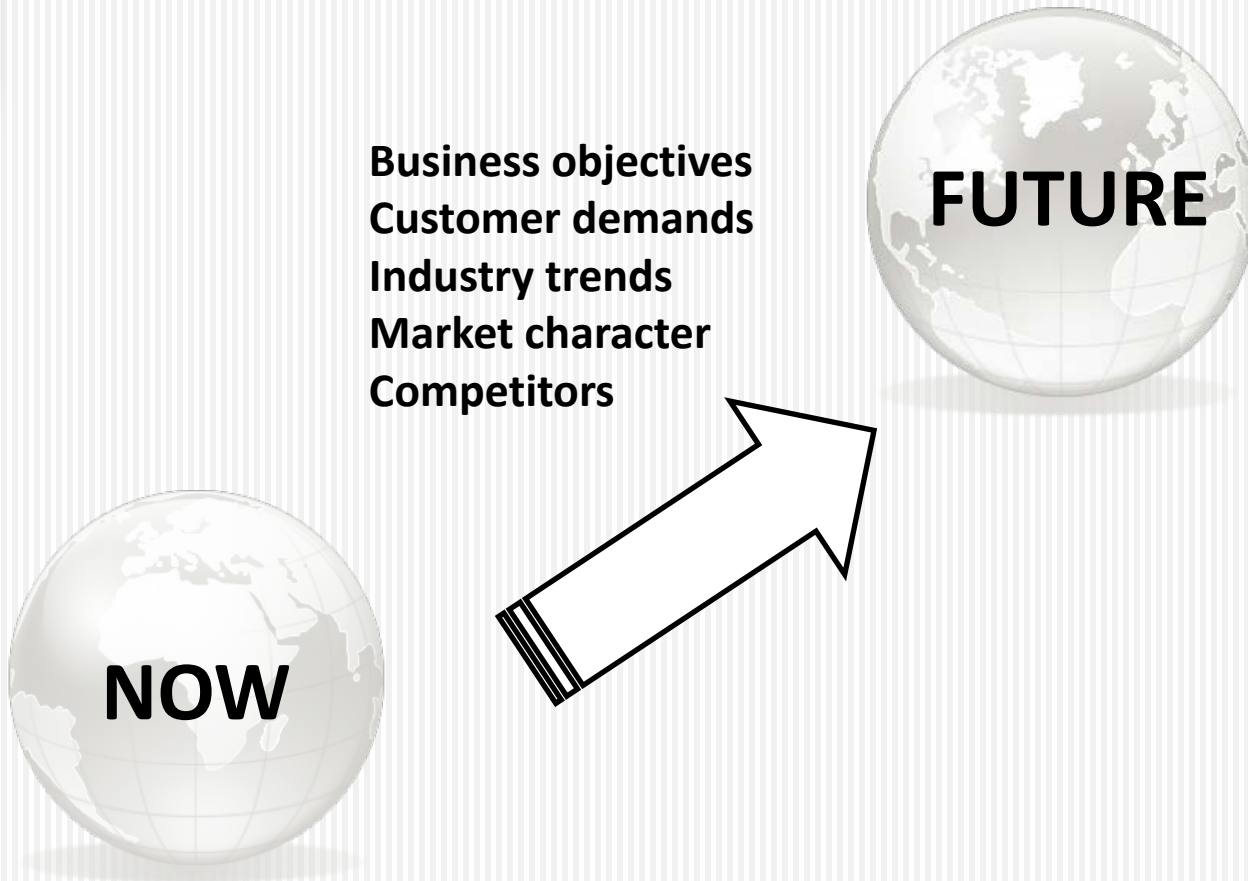 Business objectives
Customer demands
Industry trends
Market character
Competitors
FUTURE
NOW